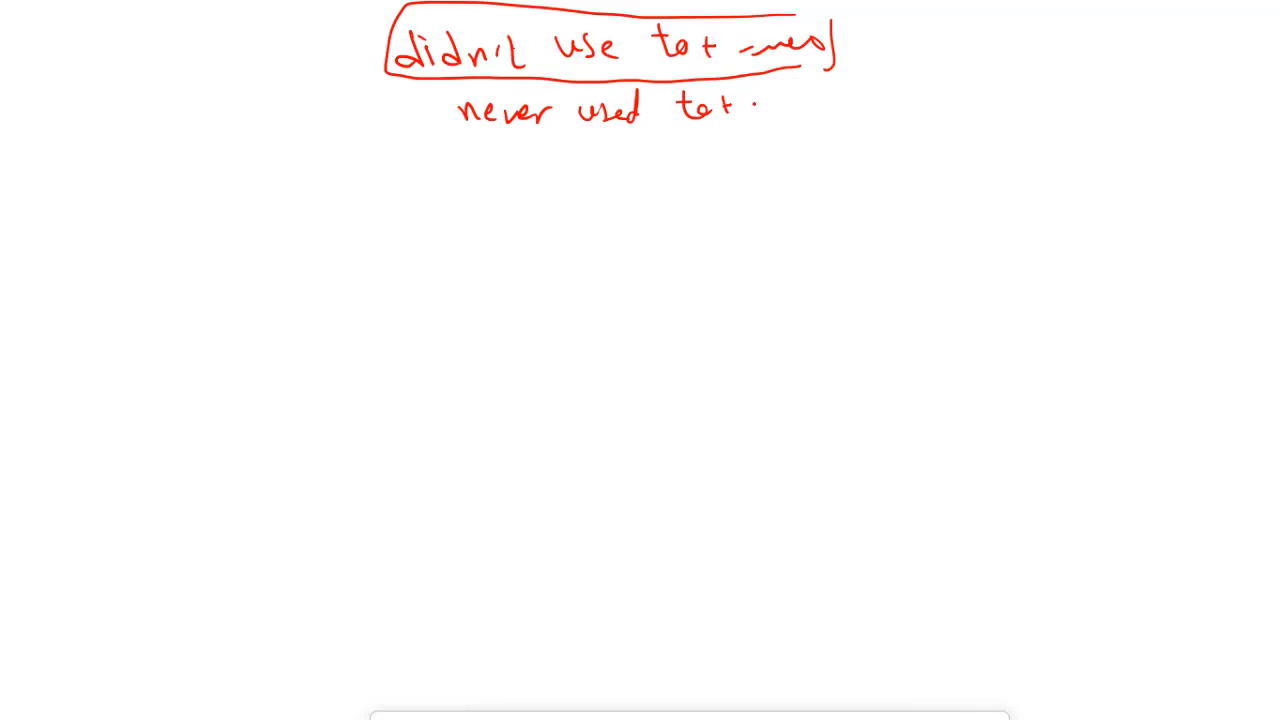 didn't use to +
never used to + .